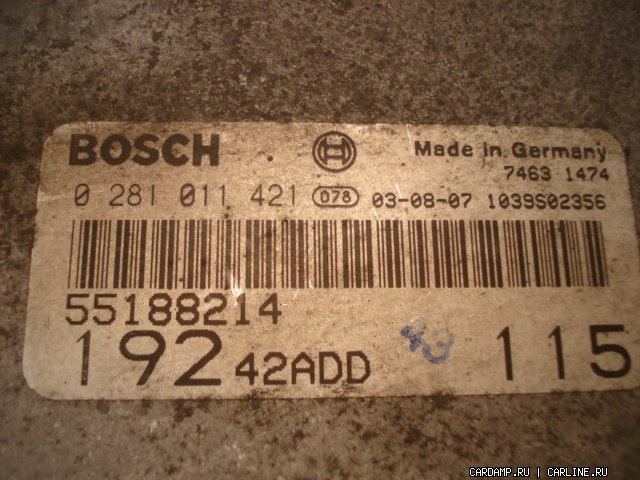 BOSCH Made in Germany
7463 1474
0 281 011 421 078 03-08-07 1039S02356
55188214
192 42ADD 43 115
CARDAMP.RU | CARLINE.RU